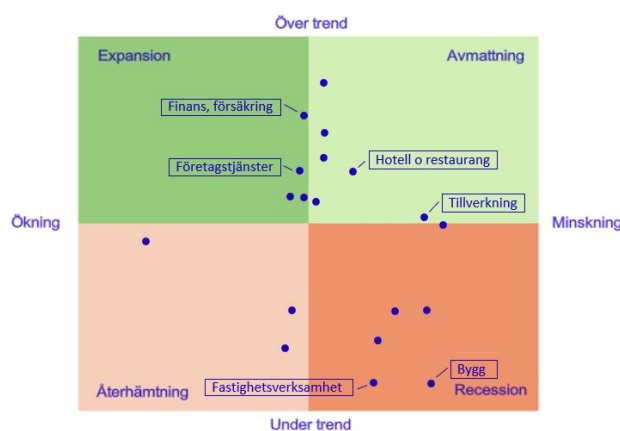 Över trend
Expansion
Avmattning
Finans, försäkring
Företagstjänster
Hotell o restaurang
Tillverkning
Ökning
Minskning
Bygg
Fastighetsverksamhet
Återhämtning
Recession
Under trend